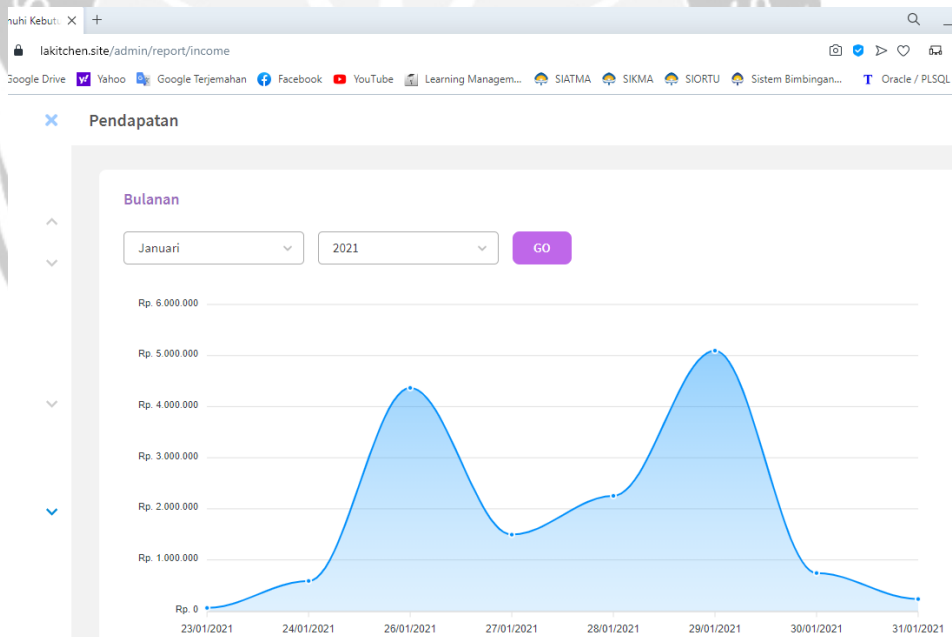 nuhi Kebutu
lakitchen.site/admin/report/income
Google Drive Yahoo Google Terjemahan Facebook YouTube Learning Managem... SIATMA SIKMA SIORTU Sistem Bimbingan... T Oracle / PLSQL
Pendapatan
Bulanan
Januari 2021 GO
Rp. 6.000.000
Rp. 5.000.000
Rp. 4.000.000
Rp. 3.000.000
Rp. 2.000.000
Rp. 1.000.000
Rp. 0
23/01/2021 24/01/2021 26/01/2021 27/01/2021 28/01/2021 29/01/2021 30/01/2021 31/01/2021